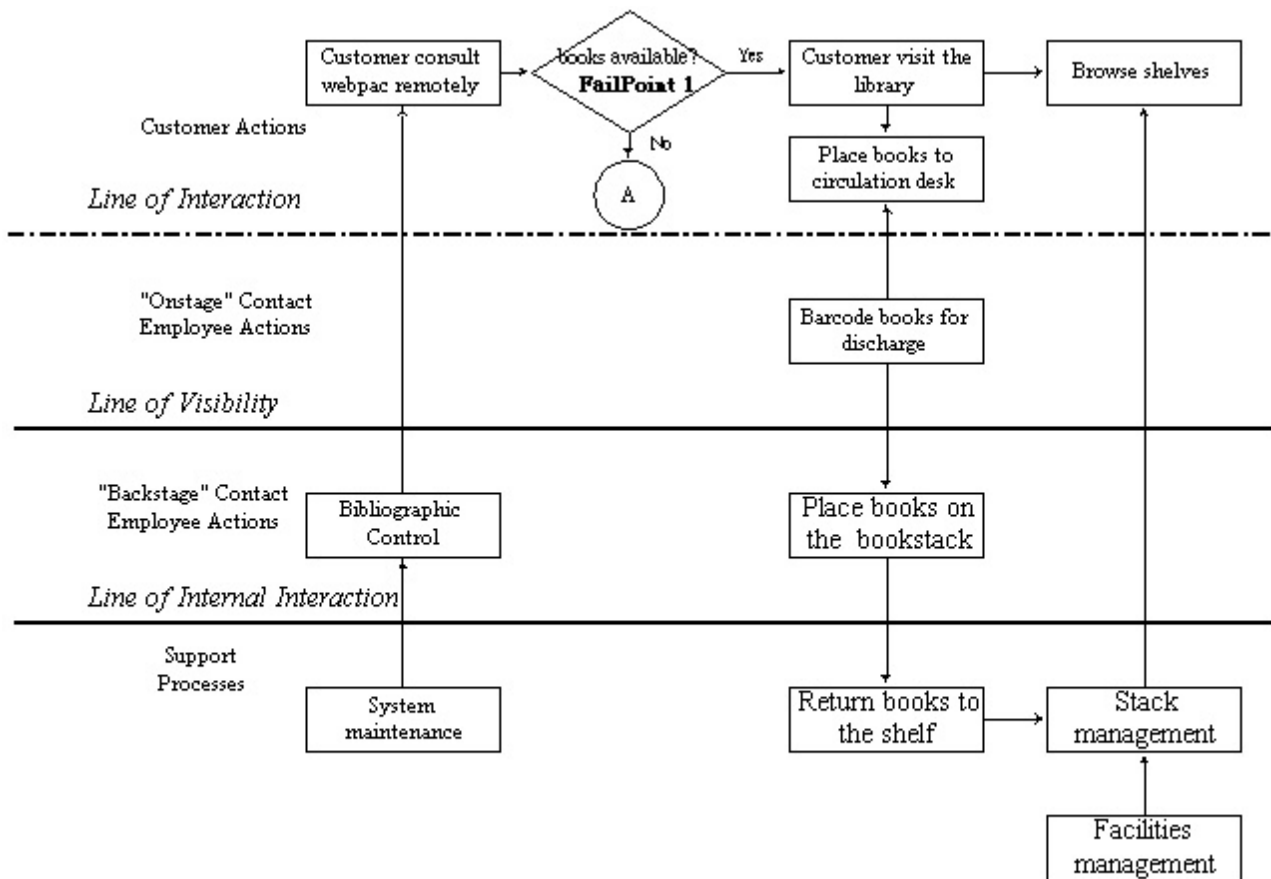 Customer consult
webpac remotely
books available?
FailPoint 1
Yes
Customer visit the
library
Browse shelves
Customer Actions
No
Place books to
circulation desk
A
Line of Interaction
"Onstage" Contact
Employee Actions
Barcode books for
discharge
Line of Visibility
"Backstage" Contact
Employee Actions
Bibliographic
Control
Place books on
the bookstack
Line of Internal Interaction
Support
Processes
System
maintenance
Return books to
the shelf
Stack
management
Facilities
management